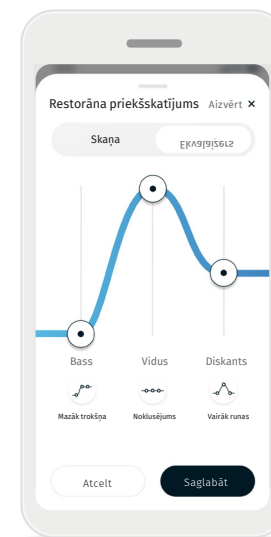 Restorāna priekšskatījums Aizvērt ×
Skaņa Ekvalaizers
Bass Vidus Diskants
Mazāk trokšņa Noklusējums Vairāk runas
Atcelt Saglabāt